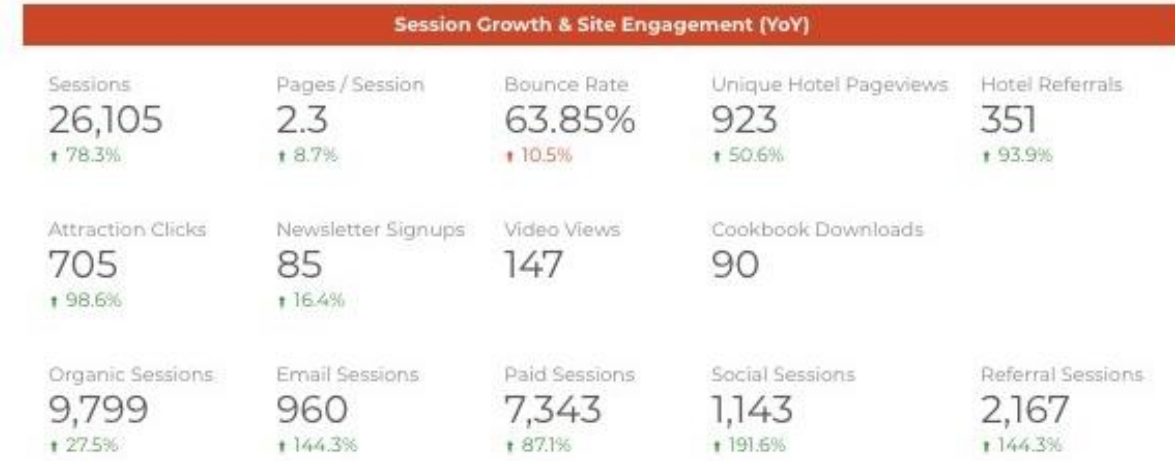 Session Growth & Site Engagement (YoY)
Sessions Pages / Session Bounce Rate Unique Hotel Pageviews Hotel Referrals
26,105 2.3 63.85% 923 351
⬆ 78.3% ⬆ 8.7% ⬆ 10.5% ⬆ 50.6% ⬆ 93.9%
Attraction Clicks Newsletter Signups Video Views Cookbook Downloads
705 85 147 90
⬆ 98.6% ⬆ 16.4%
Organic Sessions Email Sessions Paid Sessions Social Sessions Referral Sessions
9,799 960 7,343 1,143 2,167
⬆ 27.5% ⬆ 144.3% ⬆ 87.1% ⬆ 191.6% ⬆ 144.3%